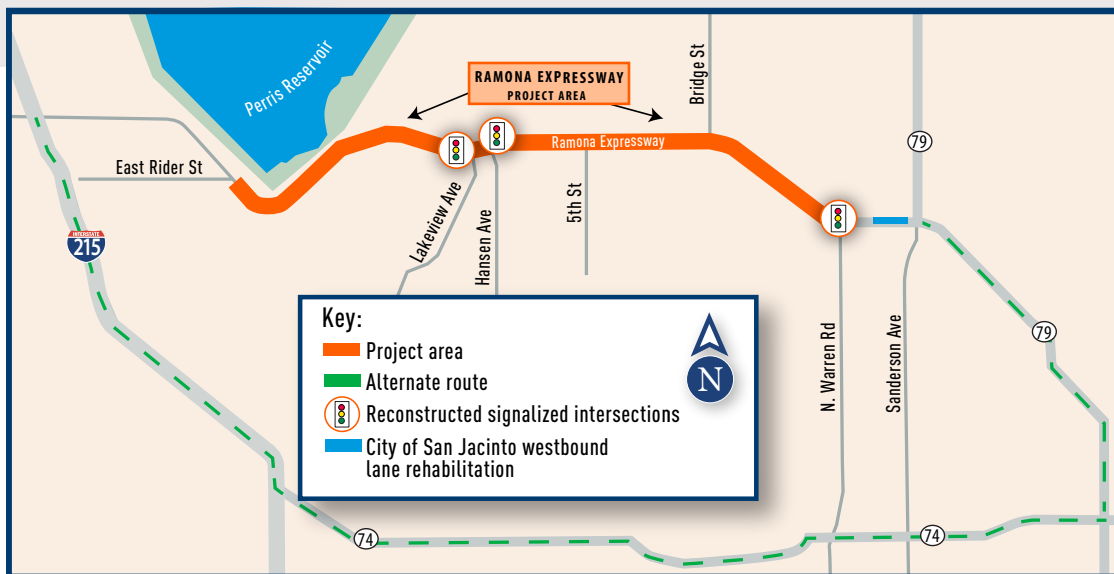 Perris Reservoir
RAMONA EXPRESSWAY
PROJECT AREA
Bridge St
79
Ramona Expressway
East Rider St
Lakeview Ave
Hansen Ave
5th St
INTERSTATE
215
Key:
Project area
Alternate route
Reconstructed signalized intersections
City of San Jacinto westbound
lane rehabilitation
N
N. Warren Rd
Sanderson Ave
79
74
74